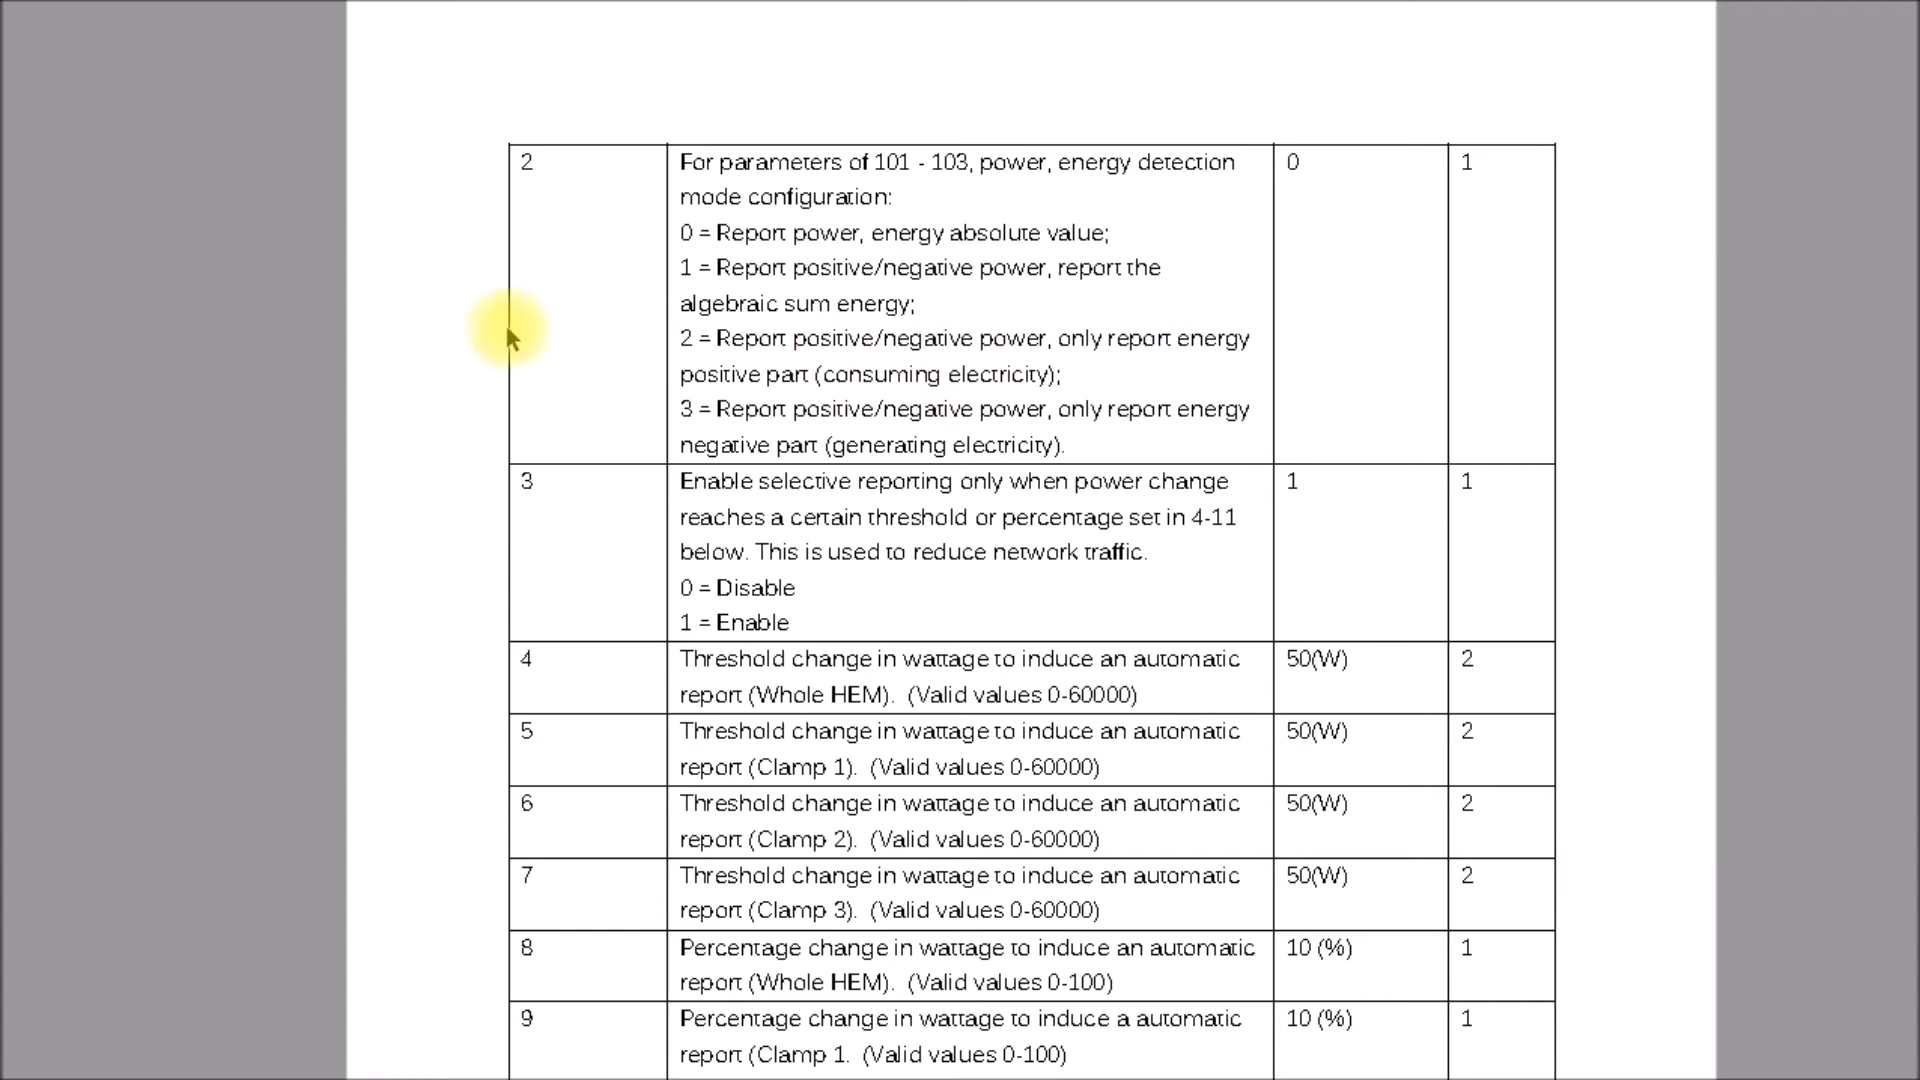 2 For parameters of 101 - 103, power, energy detection 0 1
mode configuration:
0 = Report power, energy absolute value;
1 = Report positive/negative power, report the
algebraic sum energy;
2 = Report positive/negative power, only report energy
positive part (consuming electricity);
3 = Report positive/negative power, only report energy
negative part (generating electricity).
3 Enable selective reporting only when power change 1 1
reaches a certain threshold or percentage set in 4-11
below. This is used to reduce network traffic.
0 = Disable
1 = Enable
4 Threshold change in wattage to induce an automatic 50(W) 2
report (Whole HEM).  (Valid values 0-60000)
5 Threshold change in wattage to induce an automatic 50(W) 2
report (Clamp 1).  (Valid values 0-60000)
6 Threshold change in wattage to induce an automatic 50(W) 2
report (Clamp 2).  (Valid values 0-60000)
7 Threshold change in wattage to induce an automatic 50(W) 2
report (Clamp 3).  (Valid values 0-60000)
8 Percentage change in wattage to induce an automatic 10 (%) 1
report (Whole HEM).  (Valid values 0-100)
9 Percentage change in wattage to induce a automatic 10 (%) 1
report (Clamp 1.  (Valid values 0-100)